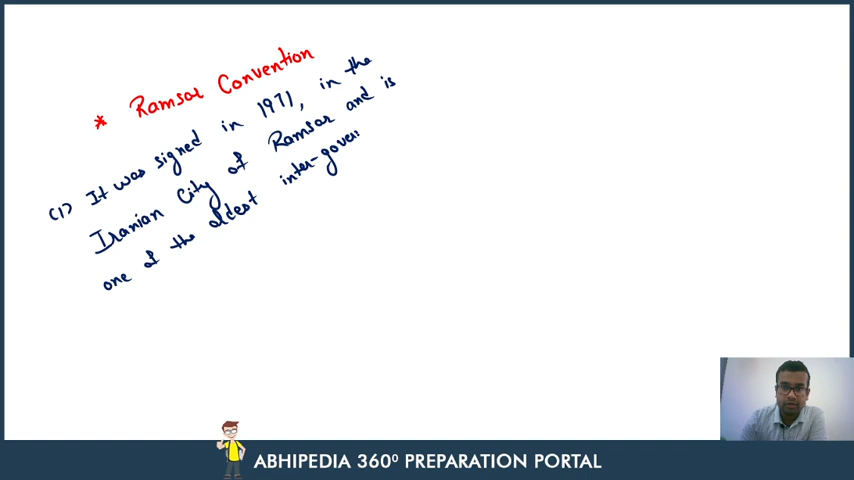 * Ramsar Convention
(1) It was signed in 1971, in the
Iranian City of Ramsar and is
one of the oldest inter-gover
ABHIPEDIA 360⁰ PREPARATION PORTAL